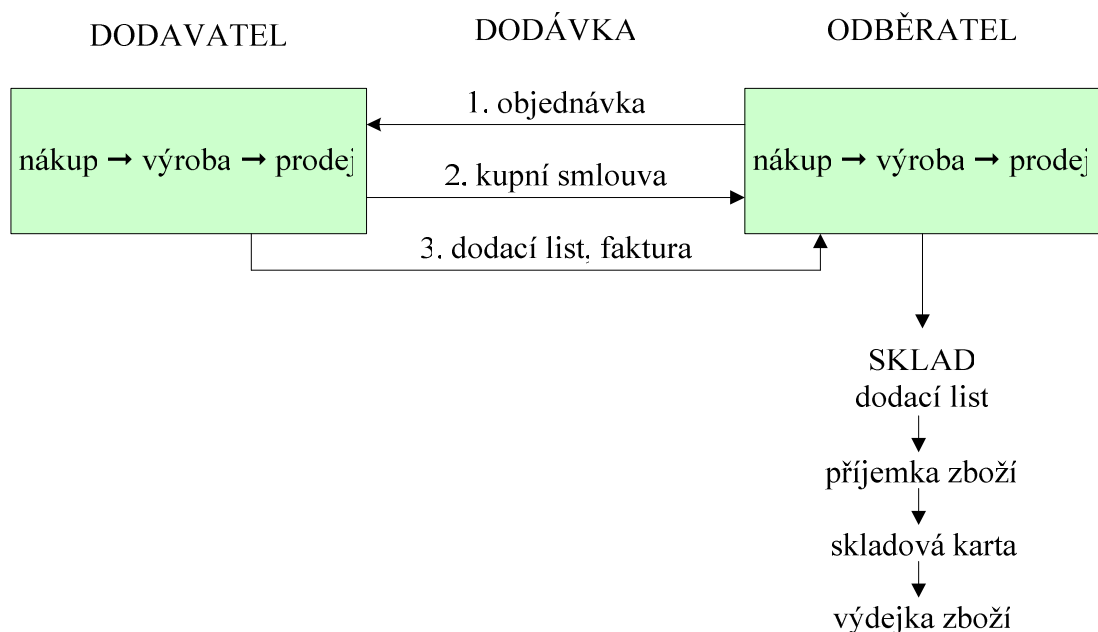 DODAVATEL
DODÁVKA
ODBĚRATEL
1. objednávka
nákup → výroba → prodej
nákup → výroba → prodej
2. kupní smlouva
3. dodací list, faktura
SKLAD
dodací list
příjemka zboží
skladová karta
výdejka zboží